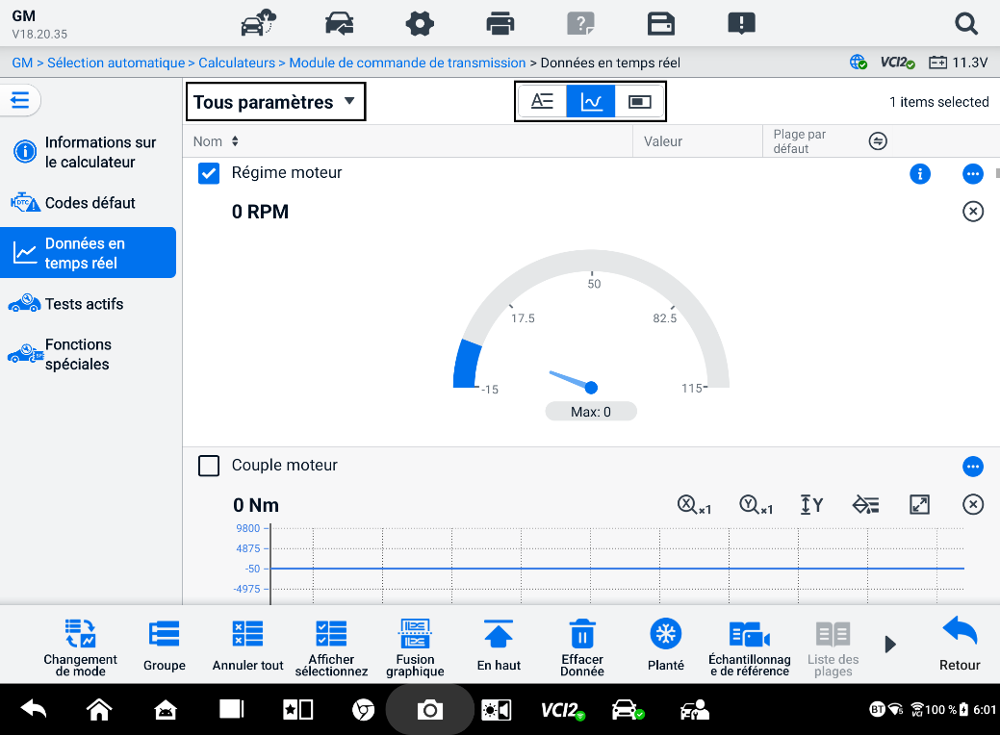 GM
V18.20.35
GM > Sélection automatique > Calculateurs > Module de commande de transmission > Données en temps réel
VCI2
11.3V
Tous paramètres
1 items selected
Informations sur
le calculateur
DTC
Codes défaut
Données en
temps réel
Tests actifs
Fonctions
spéciales
Nom
Valeur
Plage par
défaut
Régime moteur
0 RPM
50
17.5
82.5
-15
115
Max: 0
Couple moteur
0 Nm
X×1
Y×1
Y
9800
4875
-50
-4975
Changement
de mode
Groupe
Annuler tout
Afficher
sélectionnez
Fusion
graphique
En haut
Effacer
Donnée
Planté
Échantillonnag
e de référence
Liste des
plages
Retour
VCI2
BT
100 %
6:01